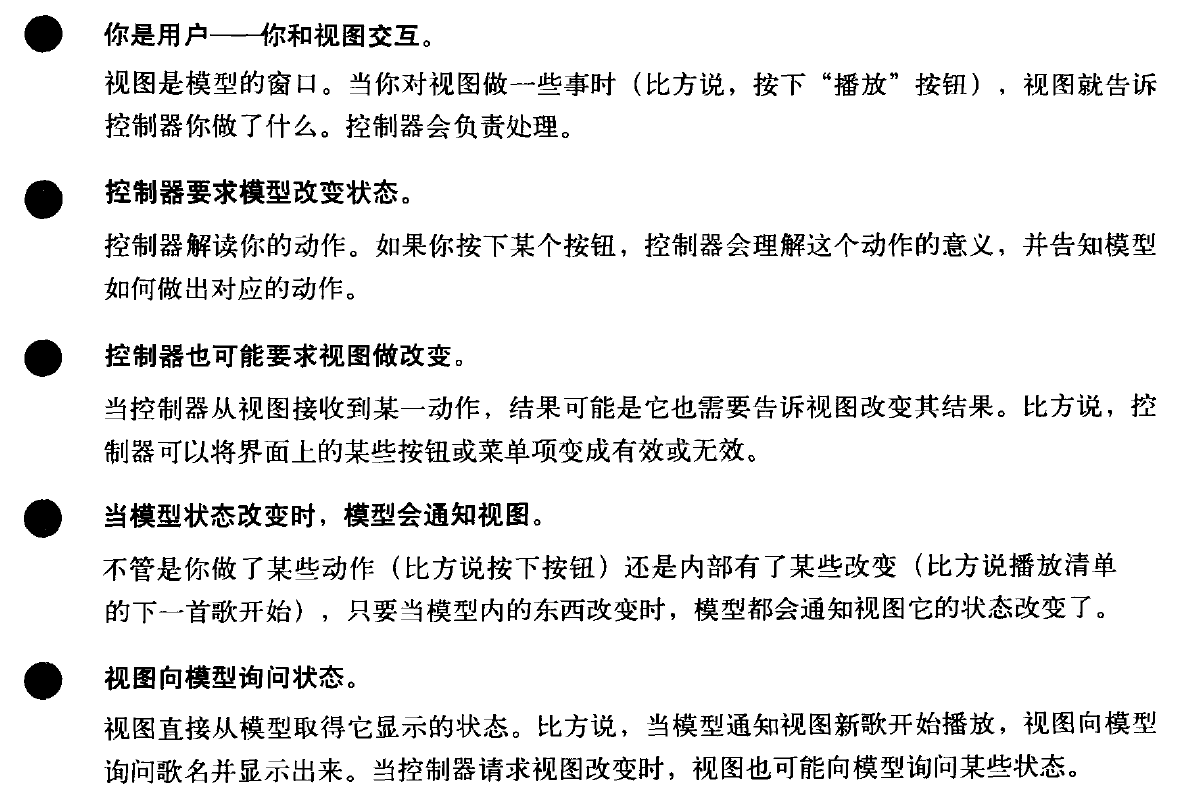 你是用户——你和视图交互。
视图是模型的窗口。当你对视图做一些事时（比方说，按下“播放”按钮），视图就告诉
控制器你做了什么。控制器会负责处理。
控制器要求模型改变状态。
控制器解读你的动作。如果你按下某个按钮，控制器会理解这个动作的意义，并告知模型
如何做出对应的动作。
控制器也可能要求视图做改变。
当控制器从视图接收到某一动作，结果可能是它也需要告诉视图改变其结果。比方说，控
制器可以将界面上的某些按钮或菜单项变成有效或无效。
当模型状态改变时，模型会通知视图。
不管是你做了某些动作（比方说按下按钮）还是内部有了某些改变（比方说播放清单
的下一首歌开始），只要当模型内的东西改变时，模型都会通知视图它的状态改变了。
视图向模型询问状态。
视图直接从模型取得它显示的状态。比方说，当模型通知视图新歌开始播放，视图向模型
询问歌名并显示出来。当控制器请求视图改变时，视图也可能向模型询问某些状态。